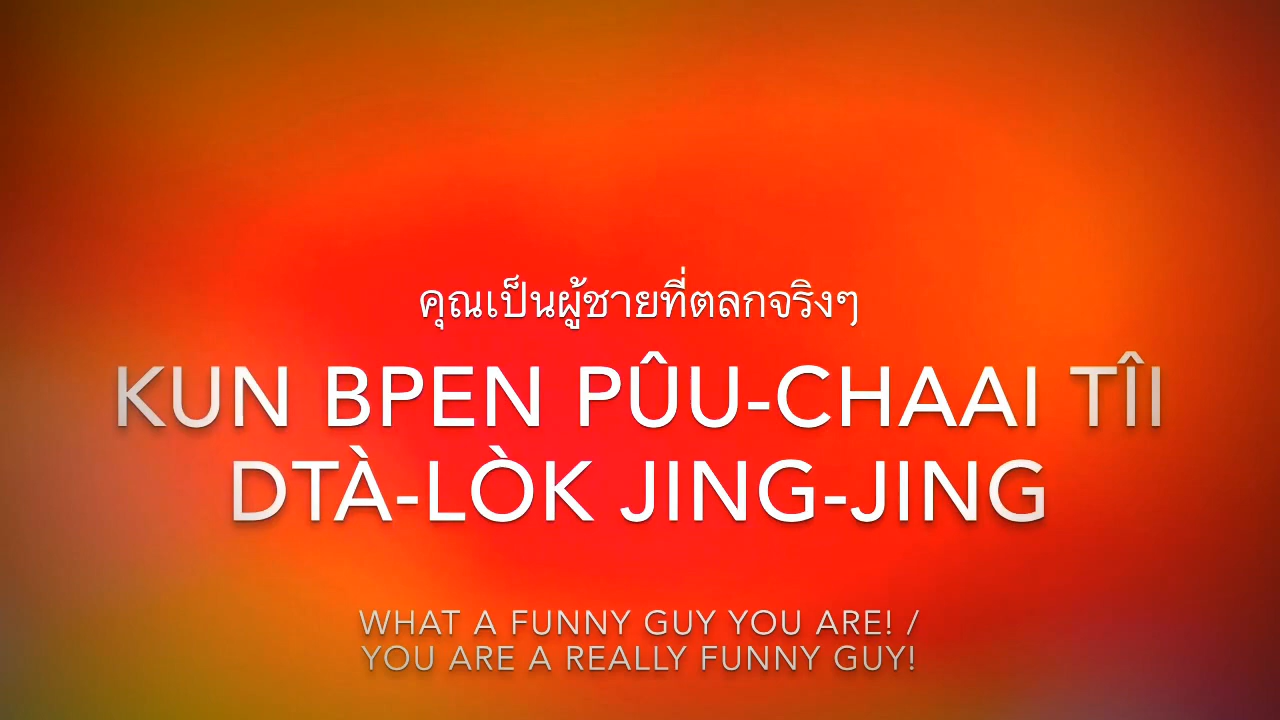 คุณเป็นผู้ชายที่ตลกจริงๆ
KUN BPEN PÛU-CHAAI TÎI
DTÀ-LÒK JING-JING
WHAT A FUNNY GUY YOU ARE! /
YOU ARE A REALLY FUNNY GUY!